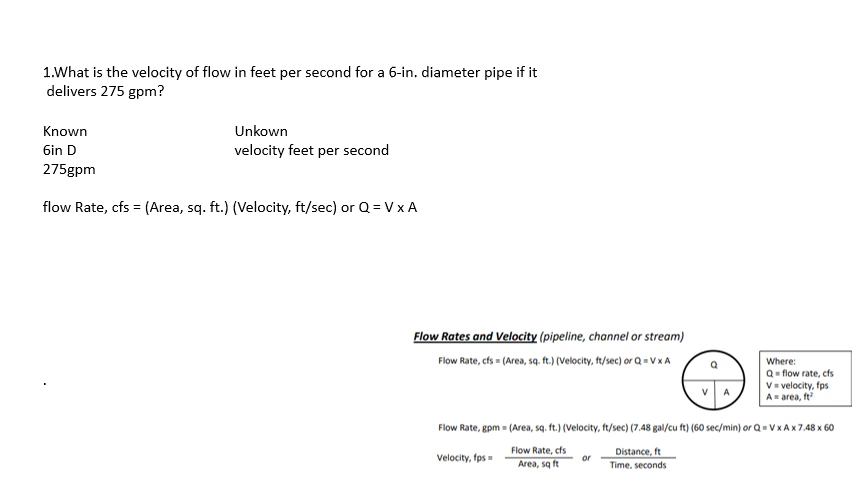 1.What is the velocity of flow in feet per second for a 6-in. diameter pipe if it
delivers 275 gpm?
Known Unkown
6in D velocity feet per second
275gpm
flow Rate, cfs = (Area, sq. ft.) (Velocity, ft/sec) or Q = V x A
Flow Rates and Velocity (pipeline, channel or stream)
Flow Rate, cfs = (Area, sq. ft.) (Velocity, ft/sec) or Q = V x A
Q
V A
Where:
Q = flow rate, cfs
V = velocity, fps
A = area, ft²
Flow Rate, gpm = (Area, sq. ft.) (Velocity, ft/sec) (7.48 gal/cu ft) (60 sec/min) or Q = V x A x 7.48 x 60
Velocity, fps = Flow Rate, cfs or Distance, ft
Area, sq ft Time, seconds
.